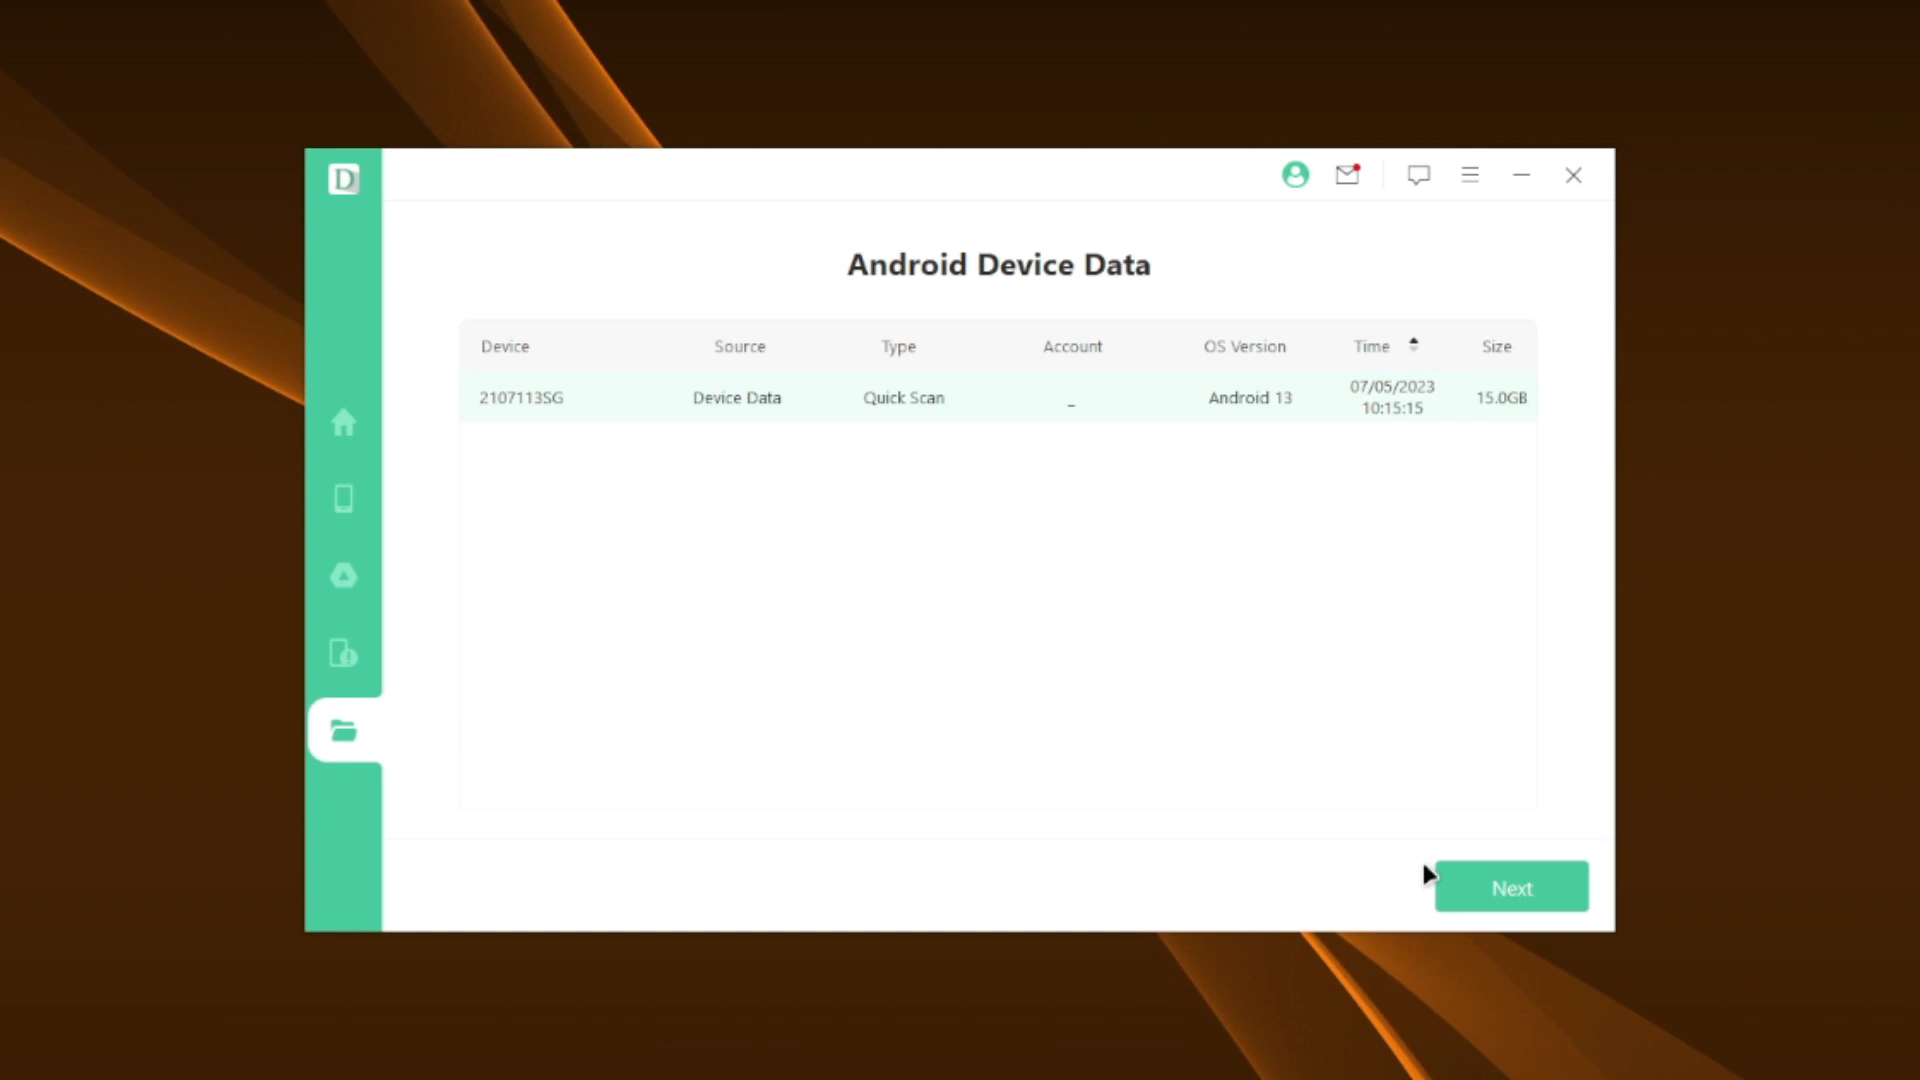 D
Android Device Data
Device Source Type Account OS Version Time Size
2107113SG Device Data Quick Scan _ Android 13 07/05/2023 10:15:15 15.0GB
Next